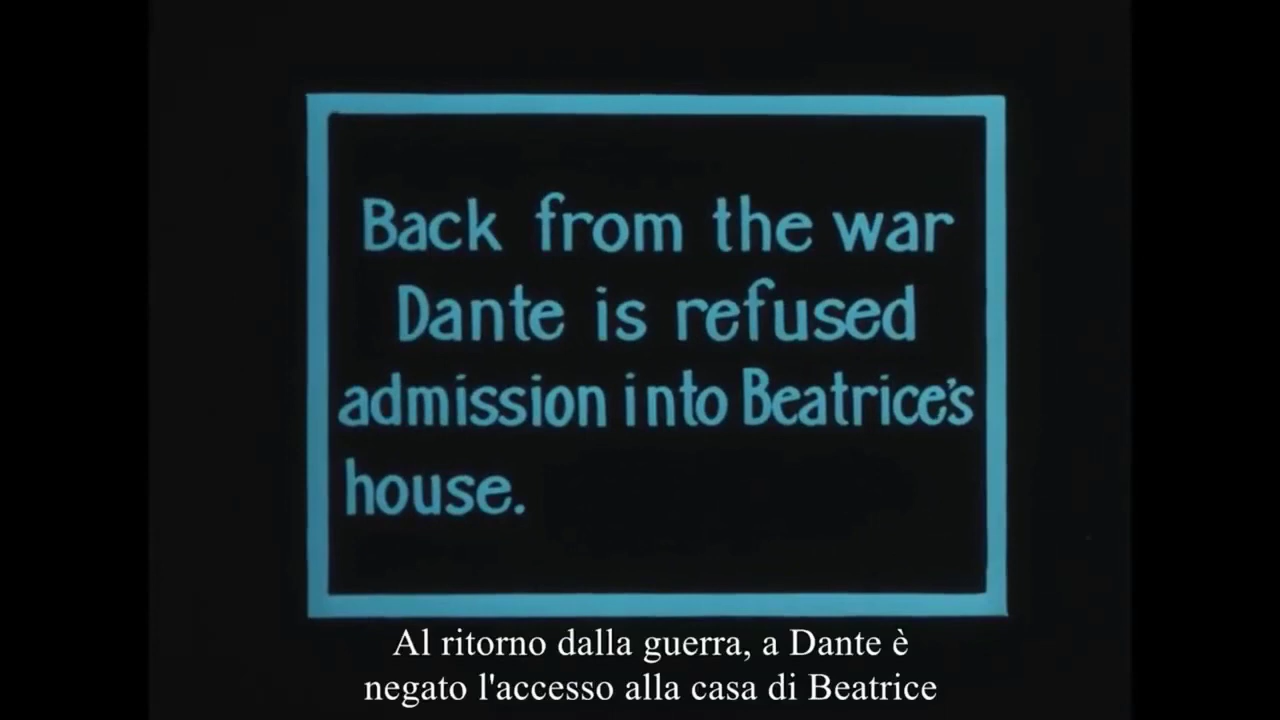 Back from the war
Dante is refused
admission into Beatrice's
house.
Al ritorno dalla guerra, a Dante è
negato l'accesso alla casa di Beatrice